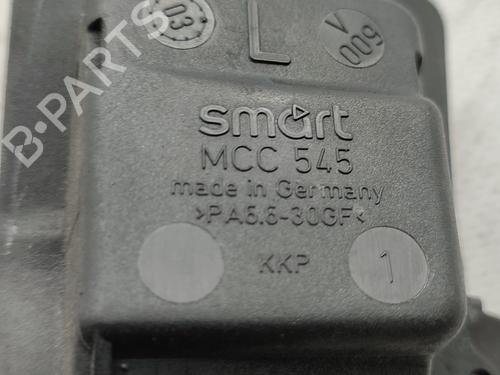 03
L
V
009
smart
MCC 545
made in Germany
>PA6.6-30GF<
KKP
1
B-PARTS